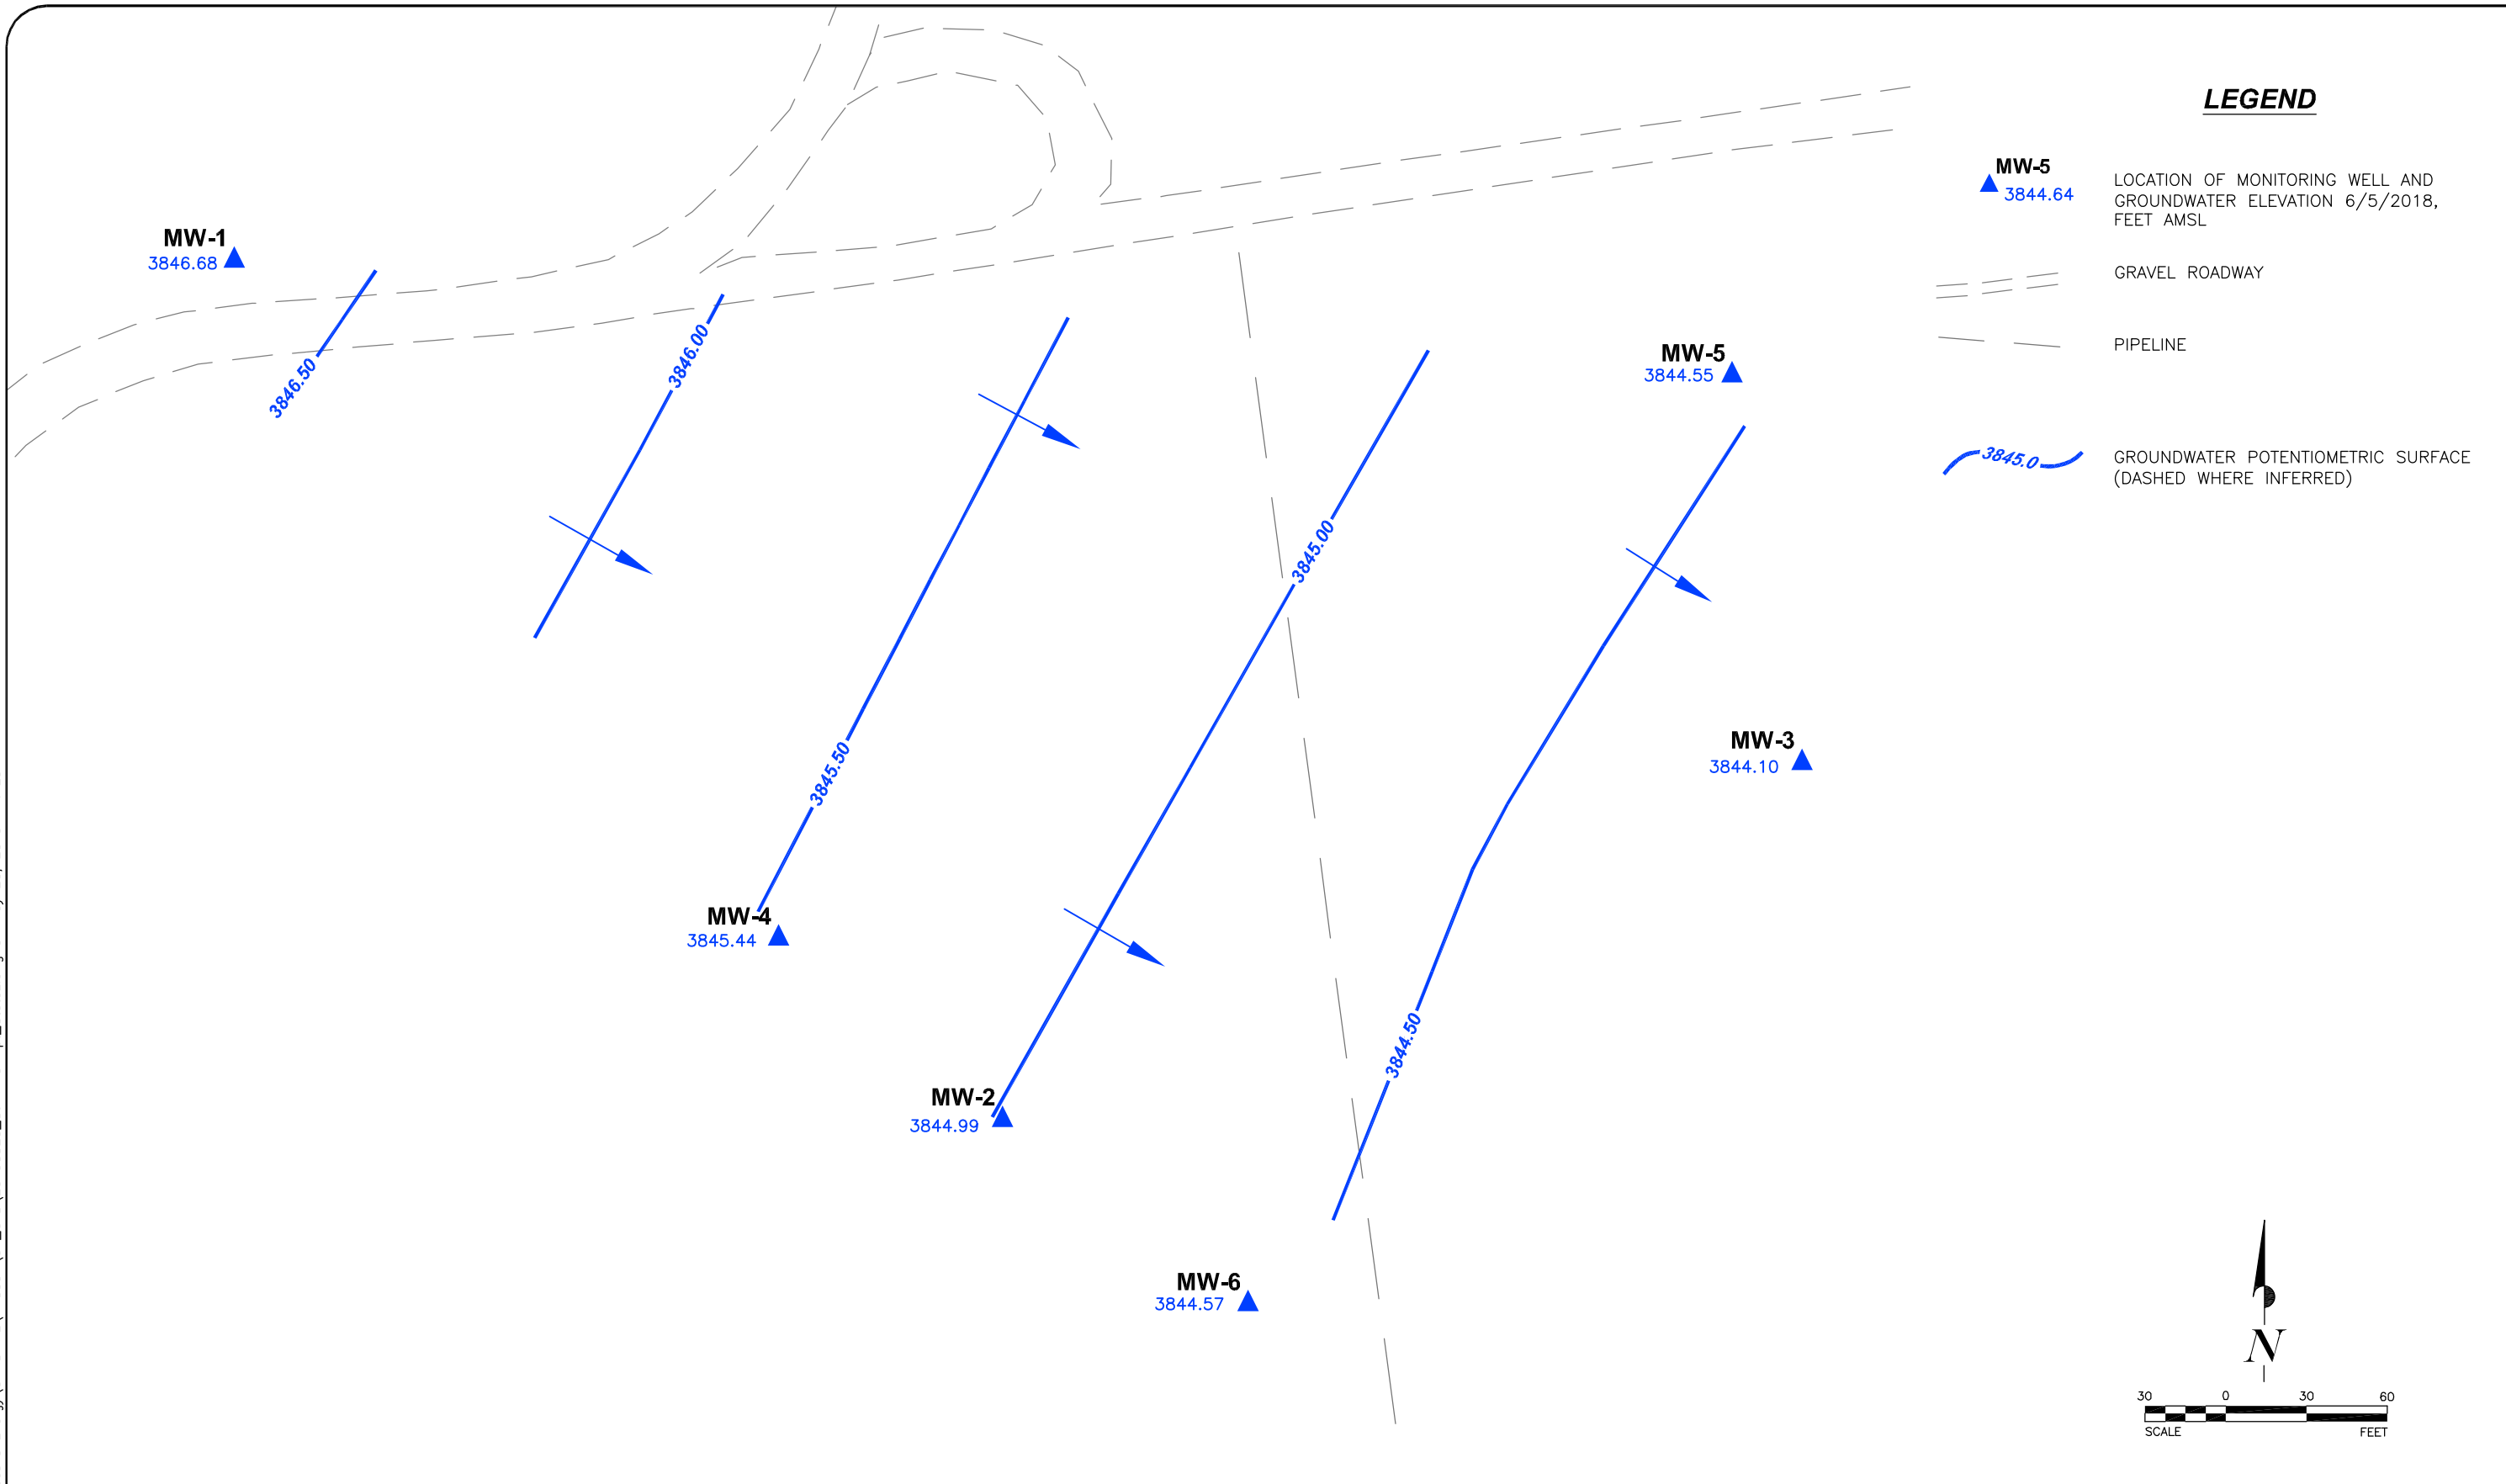 LEGEND
MW-5
3844.64
LOCATION OF MONITORING WELL AND
GROUNDWATER ELEVATION 6/5/2018,
FEET AMSL
GRAVEL ROADWAY
PIPELINE
3845.0
GROUNDWATER POTENTIOMETRIC SURFACE
(DASHED WHERE INFERRED)
MW-1
3846.68
3846.50
3846.00
MW-5
3844.55
3845.00
MW-3
3844.10
3845.50
MW-4
3845.44
3844.50
MW-2
3844.99
MW-6
3844.57
N
30 0 30 60
SCALE FEET